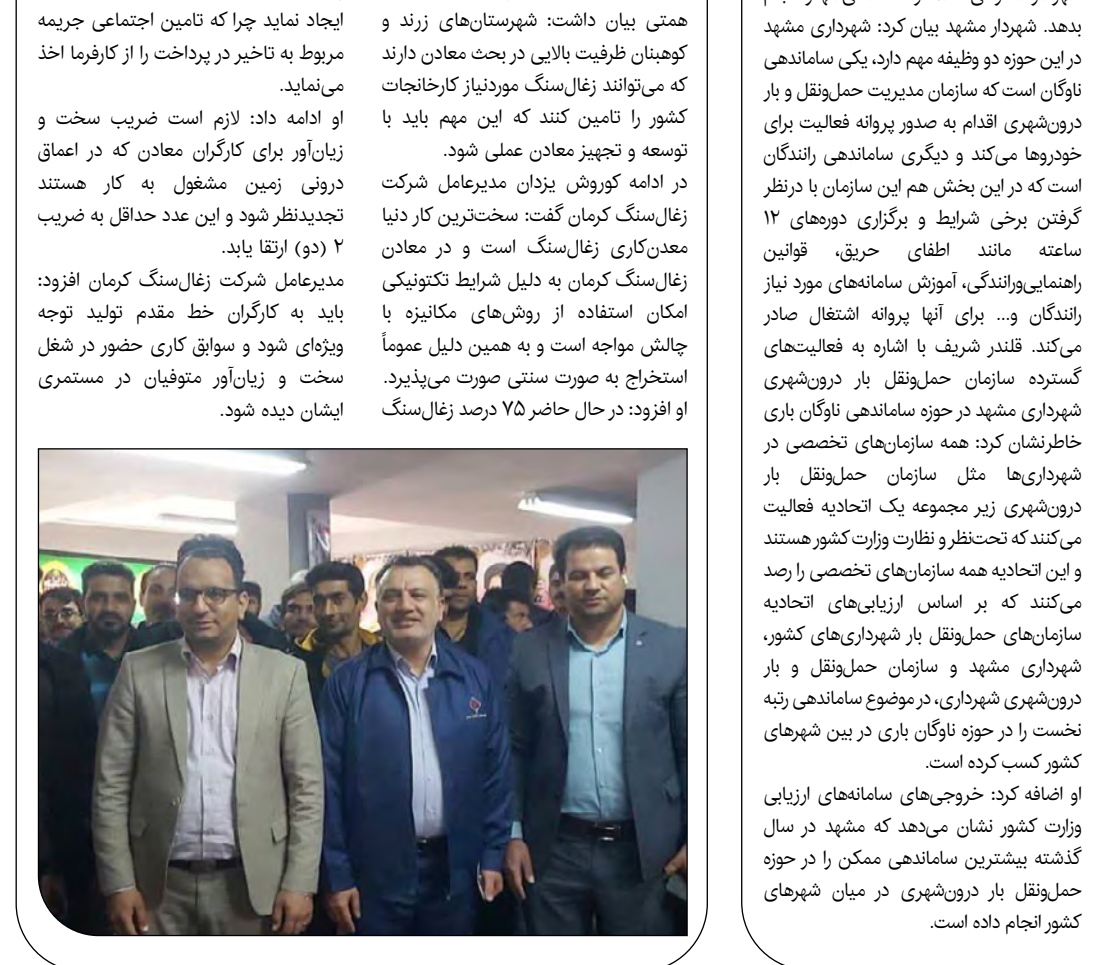 بدهد. شهردار مشهد بیان کرد: شهرداری مشهد
در این حوزه دو وظیفه مهم دارد، یکی ساماندهی
ناوگان است که سازمان مدیریت حمل‌ونقل و بار
درون‌شهری اقدام به صدور پروانه فعالیت برای
خودروها می‌کند و دیگری ساماندهی رانندگان
است که در این بخش هم این سازمان با درنظر
گرفتن برخی شرایط و برگزاری دوره‌های ۱۲
ساعته مانند اطفای حریق، قوانین
راهنمایی‌ورانندگی، آموزش سامانه‌های مورد نیاز
رانندگان و... برای آنها پروانه اشتغال صادر
می‌کند. قلندر شریف با اشاره به فعالیت‌های
گسترده سازمان حمل‌ونقل بار درون‌شهری
شهرداری مشهد در حوزه ساماندهی ناوگان باری
خاطرنشان کرد: همه سازمان‌های تخصصی در
شهرداری‌ها مثل سازمان حمل‌ونقل بار
درون‌شهری زیر مجموعه یک اتحادیه فعالیت
می‌کنند که تحت‌نظر و نظارت وزارت کشور هستند
و این اتحادیه همه سازمان‌های تخصصی را رصد
می‌کنند که بر اساس ارزیابی‌های اتحادیه
سازمان‌های حمل‌ونقل بار شهرداری‌های کشور،
شهرداری مشهد و سازمان حمل‌ونقل و بار
درون‌شهری شهرداری، در موضوع ساماندهی رتبه
نخست را در حوزه ناوگان باری در بین شهرهای
کشور کسب کرده است.
او اضافه کرد: خروجی‌های سامانه‌های ارزیابی
وزارت کشور نشان می‌دهد که مشهد در سال
گذشته بیشترین ساماندهی ممکن را در حوزه
حمل‌ونقل بار درون‌شهری در میان شهرهای
کشور انجام داده است.
همتی بیان داشت: شهرستان‌های زرند و
کوهبنان ظرفیت بالایی در بحث معادن دارند
که می‌توانند زغال‌سنگ موردنیاز کارخانجات
کشور را تامین کنند که این مهم باید با
توسعه و تجهیز معادن عملی شود.
در ادامه کوروش یزدان مدیرعامل شرکت
زغال‌سنگ کرمان گفت: سخت‌ترین کار دنیا
معدن‌کاری زغال‌سنگ است و در معادن
زغال‌سنگ کرمان به دلیل شرایط تکتونیکی
امکان استفاده از روش‌های مکانیزه با
چالش مواجه است و به همین دلیل عموماً
استخراج به صورت سنتی صورت می‌پذیرد.
او افزود: در حال حاضر ۷۵ درصد زغال‌سنگ
ایجاد نماید چرا که تامین اجتماعی جریمه
مربوط به تاخیر در پرداخت را از کارفرما اخذ
می‌نماید.
او ادامه داد: لازم است ضریب سخت و
زیان‌آور برای کارگران معادن که در اعماق
درونی زمین مشغول به کار هستند
تجدیدنظر شود و این عدد حداقل به ضریب
۲ (دو) ارتقا یابد.
مدیرعامل شرکت زغال‌سنگ کرمان افزود:
باید به کارگران خط مقدم تولید توجه
ویژه‌ای شود و سوابق کاری حضور در شغل
سخت و زیان‌آور متوفیان در مستمری
ایشان دیده شود.